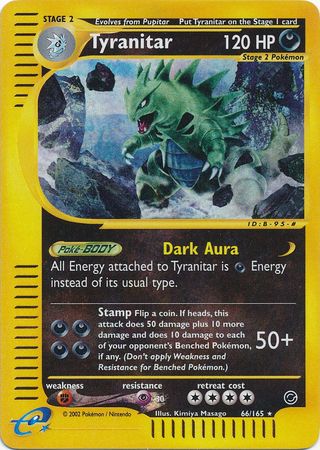 STAGE 2 Evolves from Pupitar Put Tyranitar on the Stage 1 card
Tyranitar 120 HP
Stage 2 Pokémon
ID:B-95-#
Poké-BODY Dark Aura
All Energy attached to Tyranitar is Energy
instead of its usual type.
Stamp Flip a coin. If heads, this
attack does 50 damage plus 10 more
damage and does 10 damage to each
of your opponent's Benched Pokémon,
if any. (Don't apply Weakness and
Resistance for Benched Pokémon.)
50+
weakness resistance retreat cost
-30
e © 2002 Pokémon / Nintendo Illus. Kimiya Masago 66/165 ★